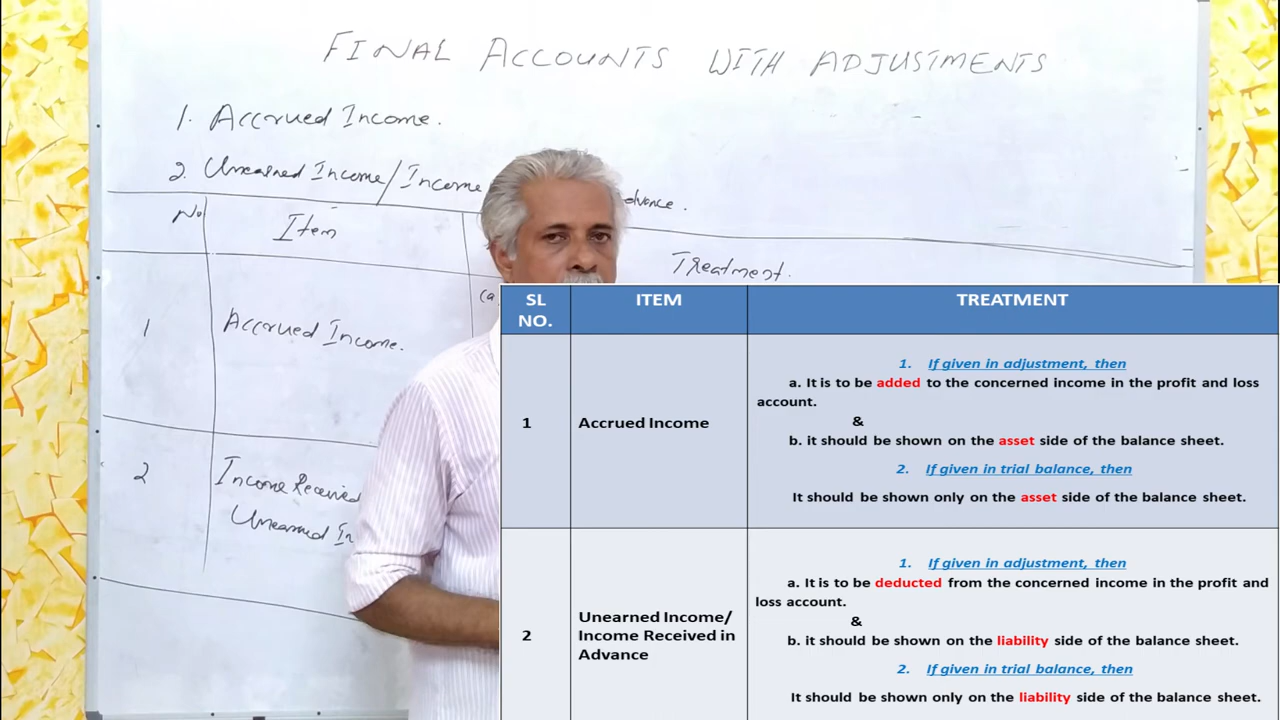 FINAL ACCOUNTS WITH ADJUSTMENTS
1. Accrued Income.
2. Unearned Income/Income
dvance.
No
Item
Treatment.
(a
1
Accrued Income.
2
Income Received
Unearned In
SL NO.
ITEM
TREATMENT
1
Accrued Income
1. If given in adjustment, then
a. It is to be added to the concerned income in the profit and loss
account.
&
b. it should be shown on the asset side of the balance sheet.
2. If given in trial balance, then
It should be shown only on the asset side of the balance sheet.
2
Unearned Income/
Income Received in
Advance
1. If given in adjustment, then
a. It is to be deducted from the concerned income in the profit and
loss account.
&
b. it should be shown on the liability side of the balance sheet.
2. If given in trial balance, then
It should be shown only on the liability side of the balance sheet.